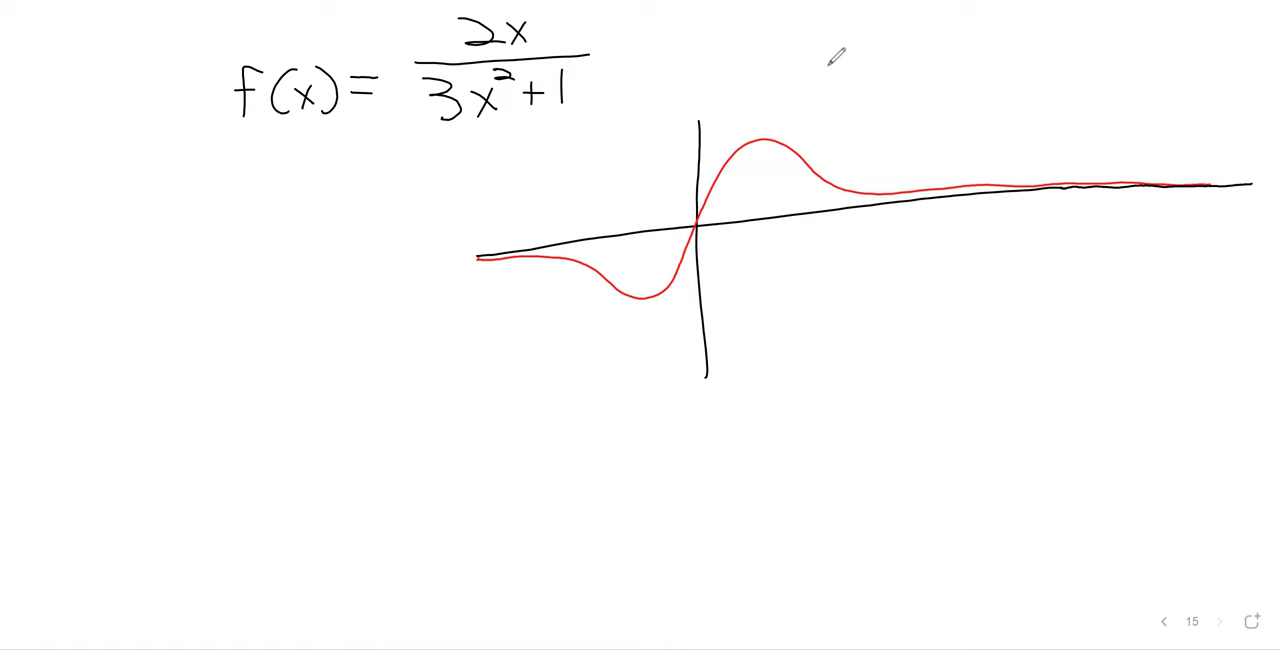 f(x) = 2x / 3x² + 1
15